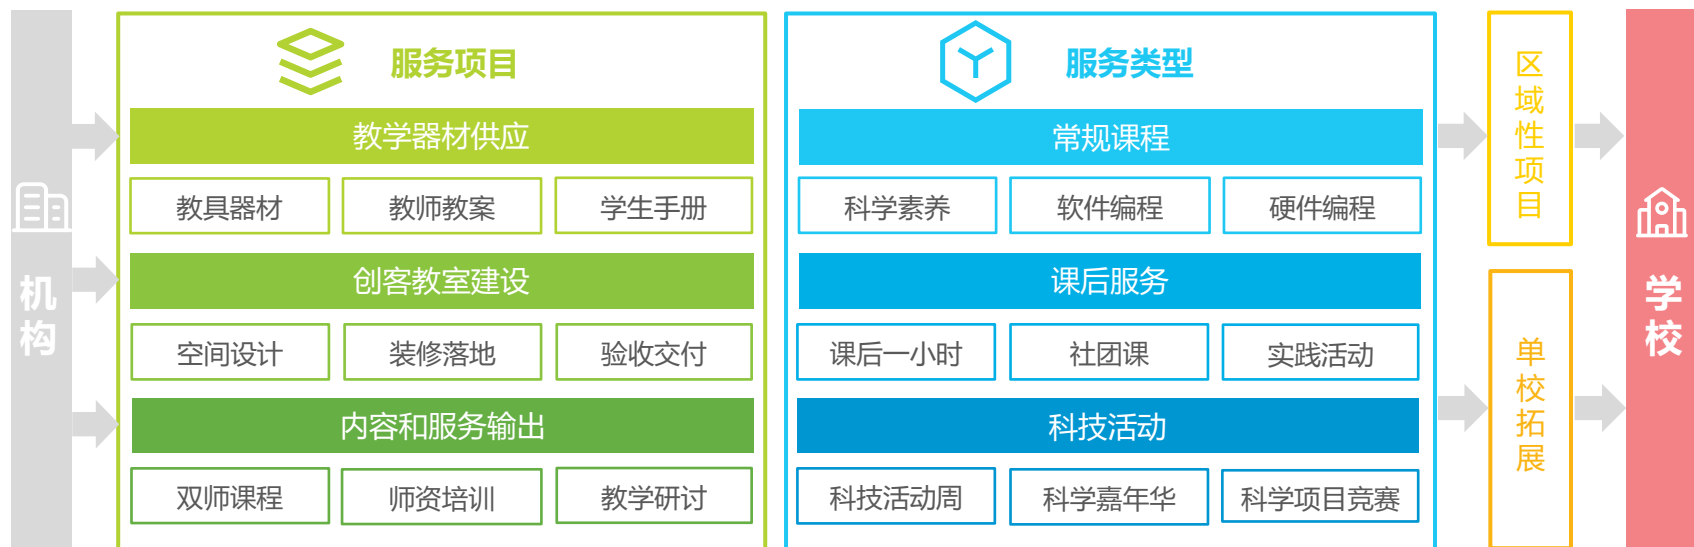 机构
服务项目
教学器材供应
教具器材
教师教案
学生手册
创客教室建设
空间设计
装修落地
验收交付
内容和服务输出
双师课程
师资培训
教学研讨
服务类型
常规课程
科学素养
软件编程
硬件编程
课后服务
课后一小时
社团课
实践活动
科技活动
科技活动周
科学嘉年华
科学项目竞赛
区域性项目
单校拓展
学校